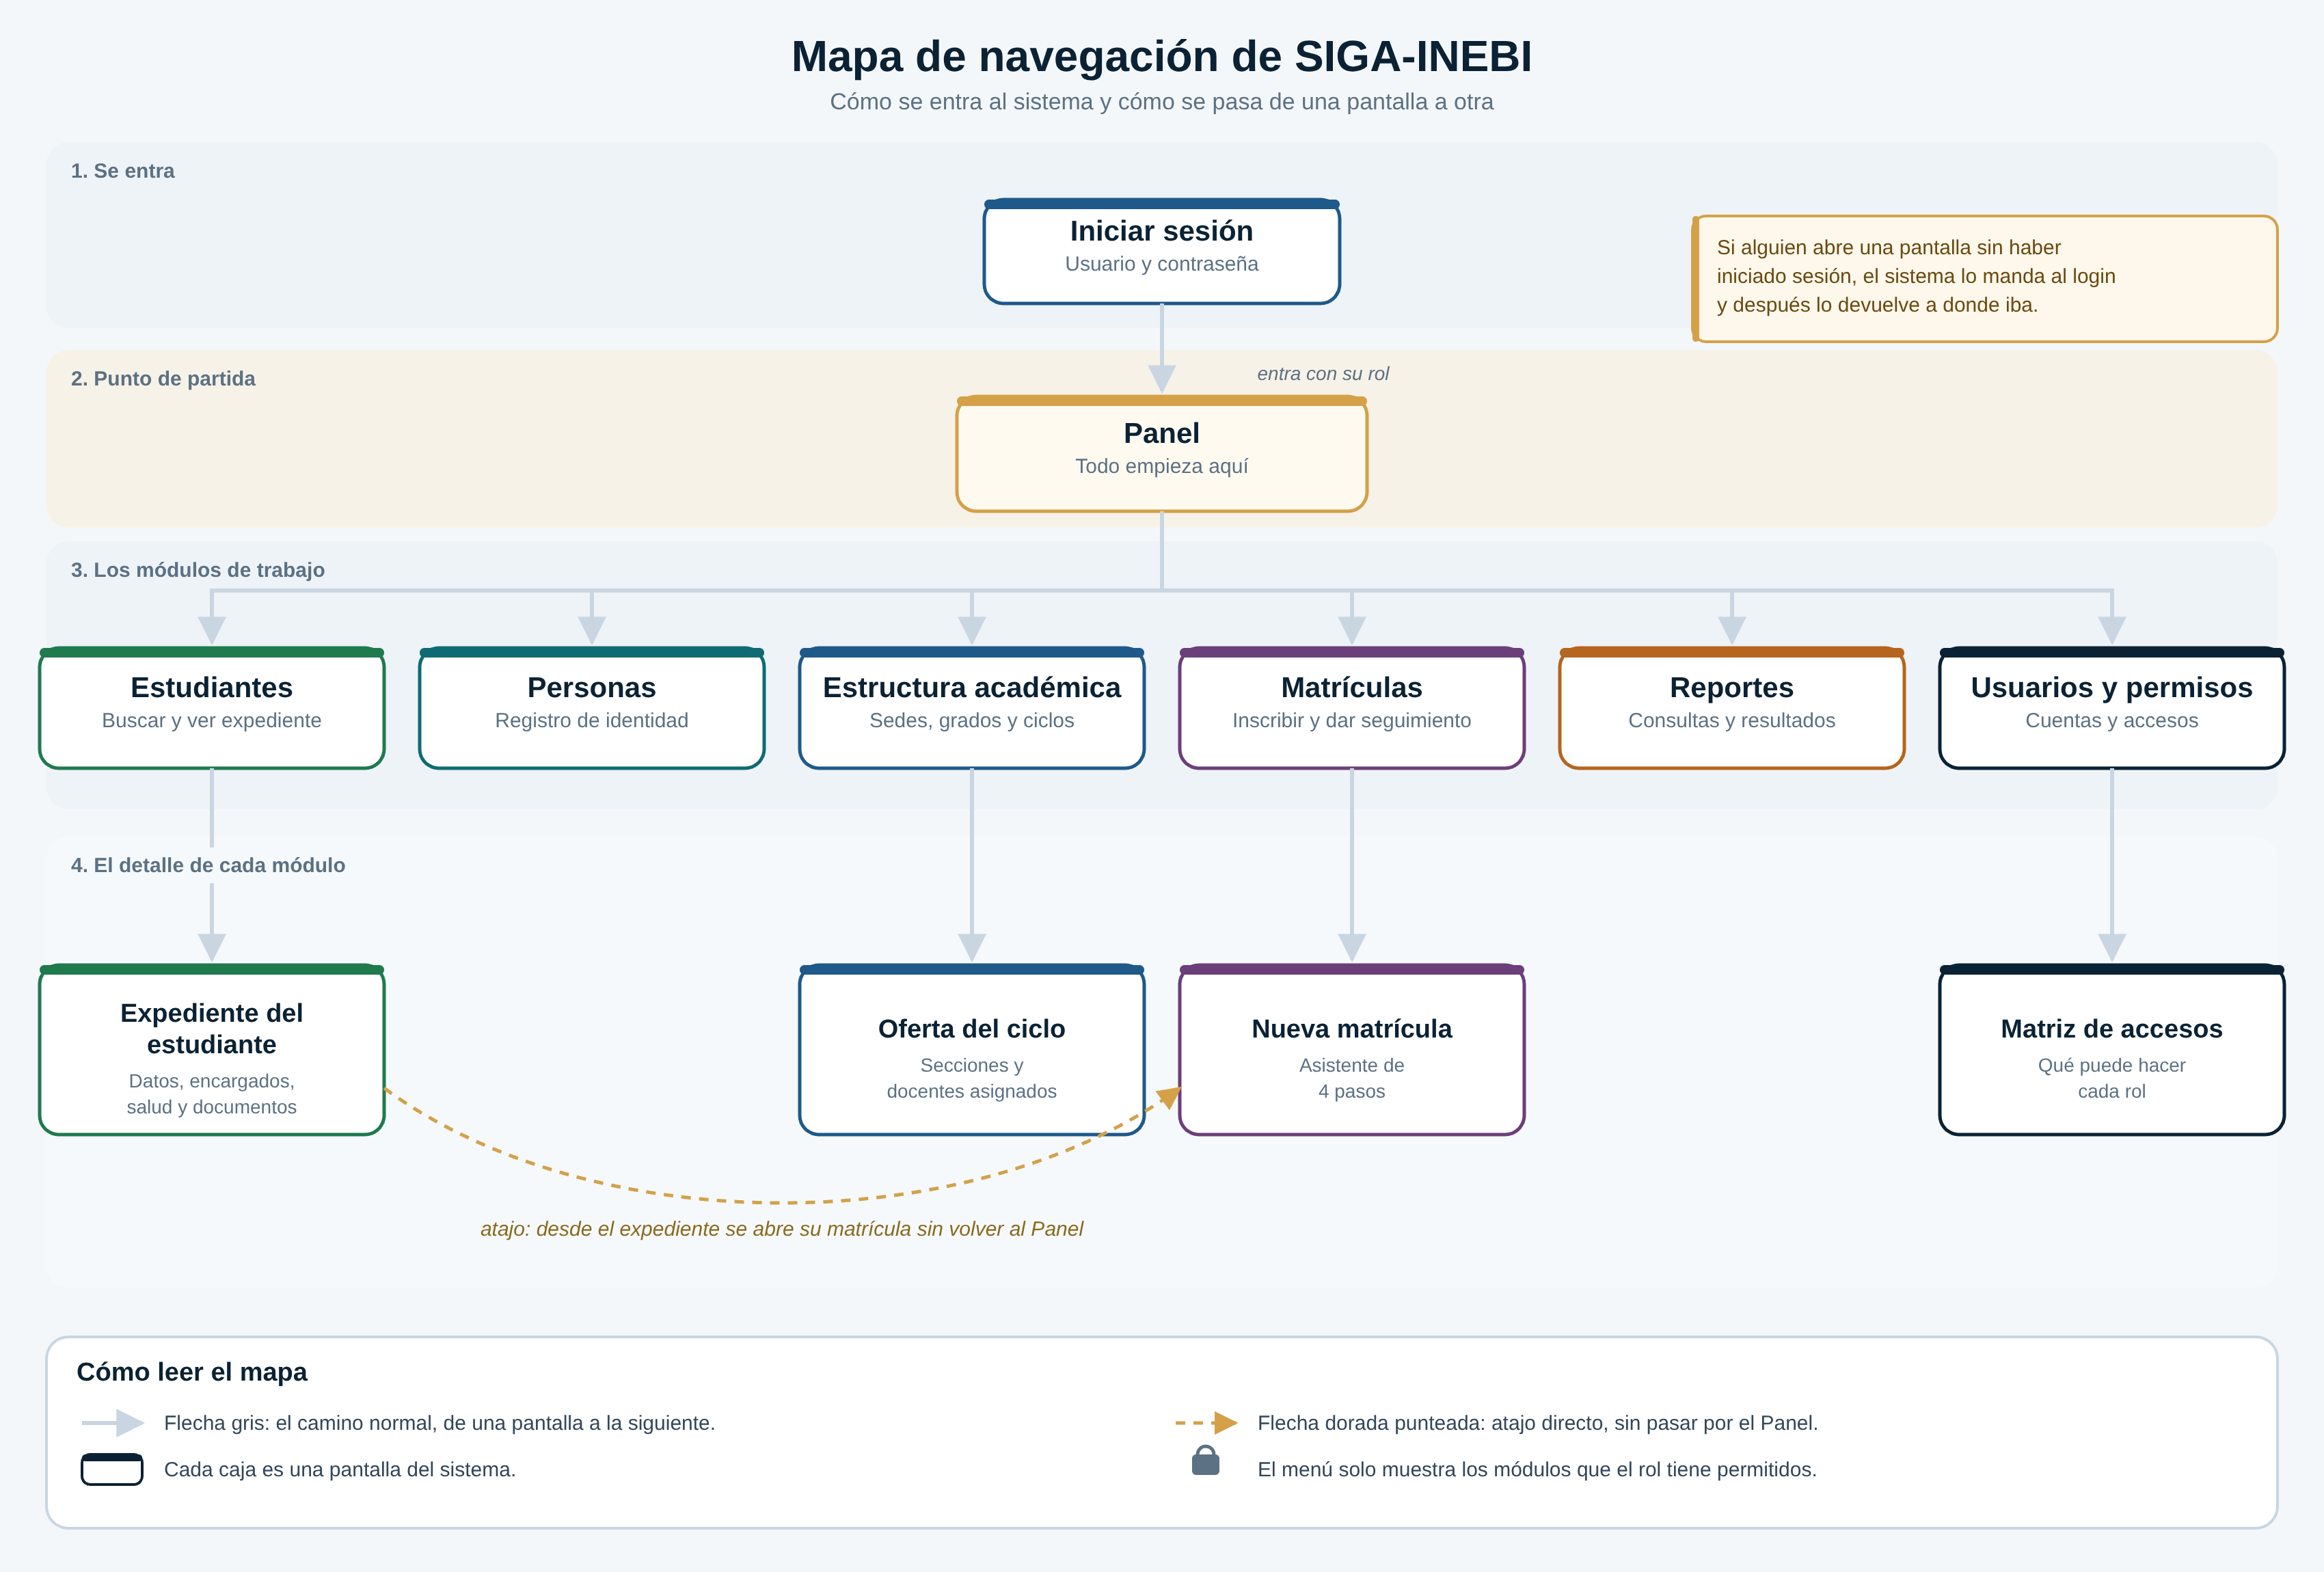 Mapa de navegación de SIGA-INEBI
Cómo se entra al sistema y cómo se pasa de una pantalla a otra
1. Se entra
Iniciar sesión
Usuario y contraseña
Si alguien abre una pantalla sin haber
iniciado sesión, el sistema lo manda al login
y después lo devuelve a donde iba.
2. Punto de partida
entra con su rol
Panel
Todo empieza aquí
3. Los módulos de trabajo
Estudiantes
Buscar y ver expediente
Personas
Registro de identidad
Estructura académica
Sedes, grados y ciclos
Matrículas
Inscribir y dar seguimiento
Reportes
Consultas y resultados
Usuarios y permisos
Cuentas y accesos
4. El detalle de cada módulo
Expediente del
estudiante
Datos, encargados,
salud y documentos
Oferta del ciclo
Secciones y
docentes asignados
Nueva matrícula
Asistente de
4 pasos
Matriz de accesos
Qué puede hacer
cada rol
atajo: desde el expediente se abre su matrícula sin volver al Panel
Cómo leer el mapa
Flecha gris: el camino normal, de una pantalla a la siguiente.
Flecha dorada punteada: atajo directo, sin pasar por el Panel.
Cada caja es una pantalla del sistema.
El menú solo muestra los módulos que el rol tiene permitidos.